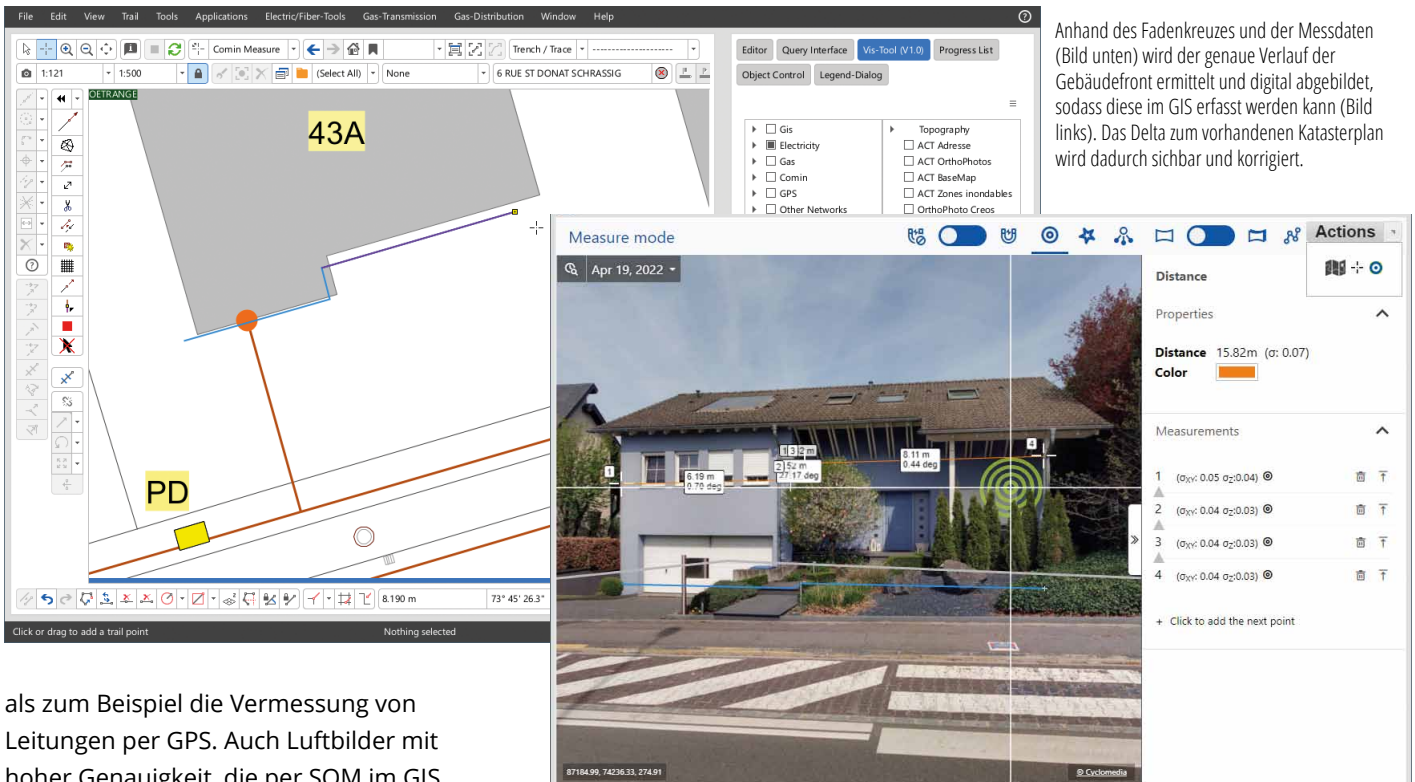 File Edit View Trail Tools Applications Electric/Fiber-Tools Gas-Transmission Gas-Distribution Window Help
Comin Measure Trench / Trace
1:121 1:500 (Select All) None 6 RUE ST DONAT SCHRASSIG
OETRANGE
43A
PD
8.190 m 73° 45' 26.3"
Click or drag to add a trail point Nothing selected
Editor Query Interface Vis-Tool (V1.0) Progress List
Object Control Legend-Dialog
Gis
Electricity
Gas
Comin
GPS
Other Networks
Topography
ACT Adresse
ACT OrthoPhotos
ACT BaseMap
ACT Zones inondables
OrthoPhoto Creos
Anhand des Fadenkreuzes und der Messdaten
(Bild unten) wird der genaue Verlauf der
Gebäudefront ermittelt und digital abgebildet,
sodass diese im GIS erfasst werden kann (Bild
links). Das Delta zum vorhandenen Katasterplan
wird dadurch sichbar und korrigiert.
Measure mode
Actions
Apr 19, 2022
1
6.19 m
0.70 deg
8.11 m
0.44 deg
4
87184.99, 74236.33, 274.91
© Cyclomedia
Distance
Properties
Distance 15.82m (σ: 0.07)
Color
Measurements
1 (σXY: 0.05 σZ:0.04)
2 (σXY: 0.04 σZ:0.03)
3 (σXY: 0.04 σZ:0.03)
4 (σXY: 0.04 σZ:0.03)
+ Click to add the next point
als zum Beispiel die Vermessung von
Leitungen per GPS. Auch Luftbilder mit
hoher Genauigkeit, die per SOM im GIS